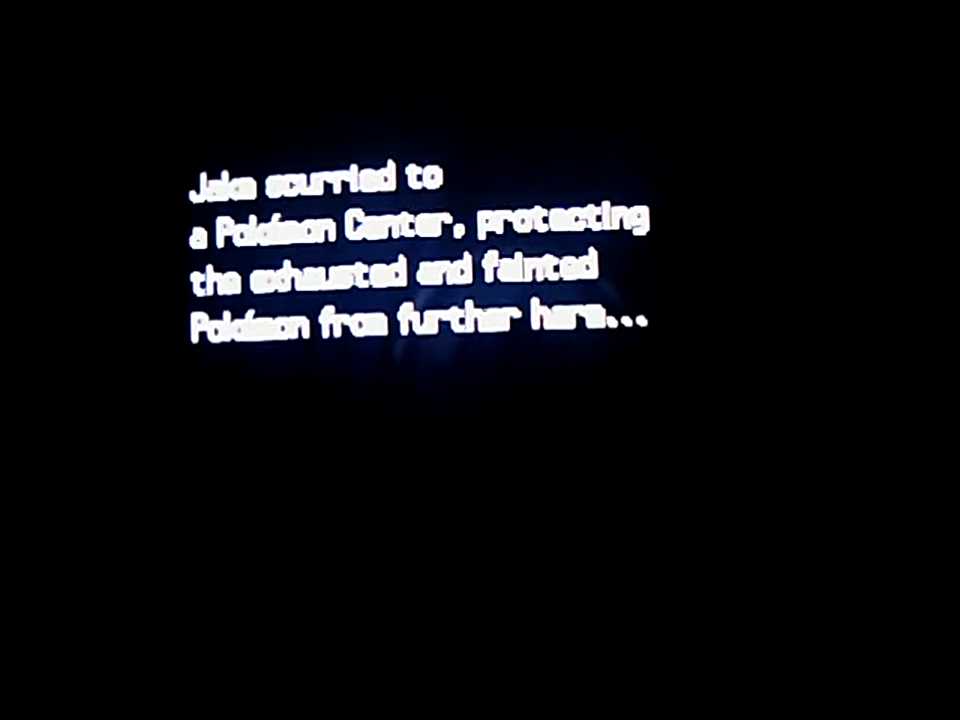 Jake scurried to
a Pokémon Center, protecting
the exhausted and fainted
Pokémon from further harm...